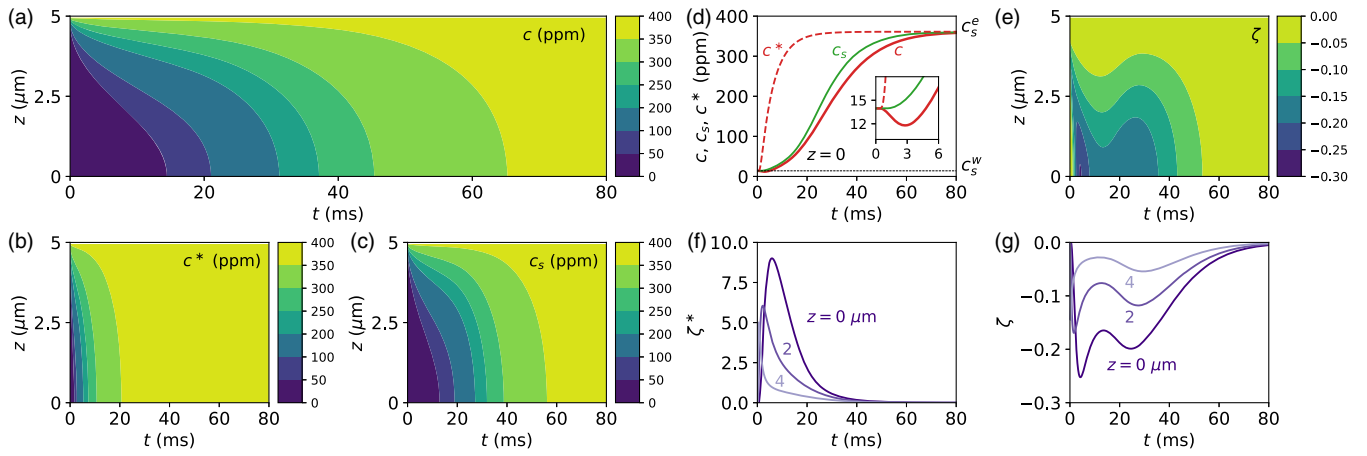 (a)
z (μm)
5
2.5
0
c (ppm)
0 20 40 60 80
t (ms)
400
350
300
250
200
150
100
50
0
(b)
z (μm)
5
2.5
0
c* (ppm)
0 20 40 60 80
t (ms)
400
350
300
250
200
150
100
50
0
(c)
z (μm)
5
2.5
0
c_s (ppm)
0 20 40 60 80
t (ms)
400
350
300
400
200
150
100
50
0
(d)
c, c_s, c* (ppm)
400
320
240
160
80
0
c*
c_s
c
c_s^e
c_s^w
z = 0
15
12
0 3 6
0 20 40 60 80
t (ms)
(e)
z (μm)
5
2.5
0
ζ
0 20 40 60 80
t (ms)
0.00
−0.05
−0.10
−0.15
−0.20
−0.25
−0.30
(f)
ζ*
10.0
7.5
5.0
2.5
0.0
z = 0 μm
2
4
0 20 40 60 80
t (ms)
(g)
ζ
0.0
−0.1
−0.2
−0.3
4
2
z = 0 μm
0 20 40 60 80
t (ms)